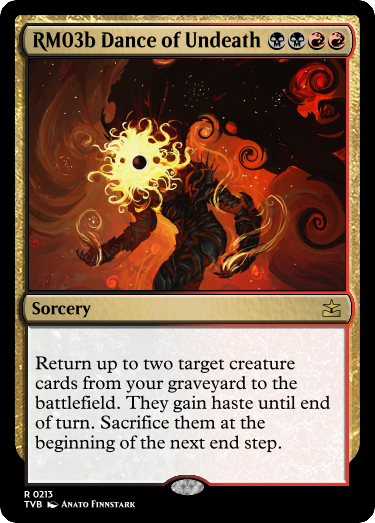 RM03b Dance of Undeath
Sorcery
Return up to two target creature
cards from your graveyard to the
battlefield. They gain haste until end
of turn. Sacrifice them at the
beginning of the next end step.
R 0213
TVB Anato Finnstark